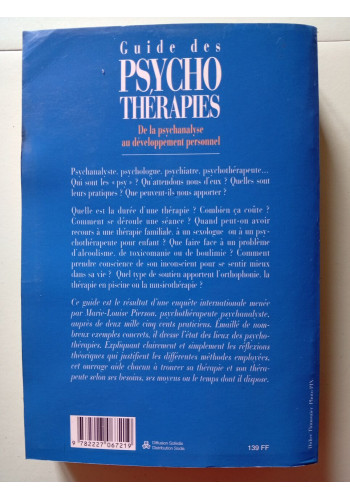 Guide des
PSYCHO
THÉRAPIES
De la psychanalyse
au développement personnel
Psychanalyste, psychologue, psychiatre, psychothérapeute...
Qui sont les « psy » ? Qu'attendons nous d'eux ? Quelles sont
leurs pratiques ? Que peuvent-ils nous apporter ?
Quelle est la durée d'une thérapie ? Combien ça coûte ?
Comment se déroule une séance ? Quand peut-on avoir
recours à une thérapie familiale, à un sexologue ou à un psy-
chothérapeute pour enfant ? Que faire face à un problème
d'alcoolisme, de toxicomanie ou de boulimie ? Comment
prendre conscience de son inconscient pour se sentir mieux
dans sa vie ? Quel type de soutien apportent l'orthophonie, la
thérapie en piscine ou la musicothérapie ?
Ce guide est le résultat d'une enquête internationale menée
par Marie-Louise Pierson, psychothérapeute psychanalyste,
auprès de deux mille cinq cents praticiens. Émaillé de nom-
breux exemples concrets, il dresse l'état des lieux des psycho-
thérapies. Expliquant clairement et simplement les réflexions
théoriques qui justifient les différentes méthodes employées,
cet ouvrage aide chacun à trouver sa thérapie et son théra-
peute selon ses besoins, ses moyens ou le temps dont il dispose.
9 782227 067219
Diffusion Sofedis
Distribution Sodis
139 FF